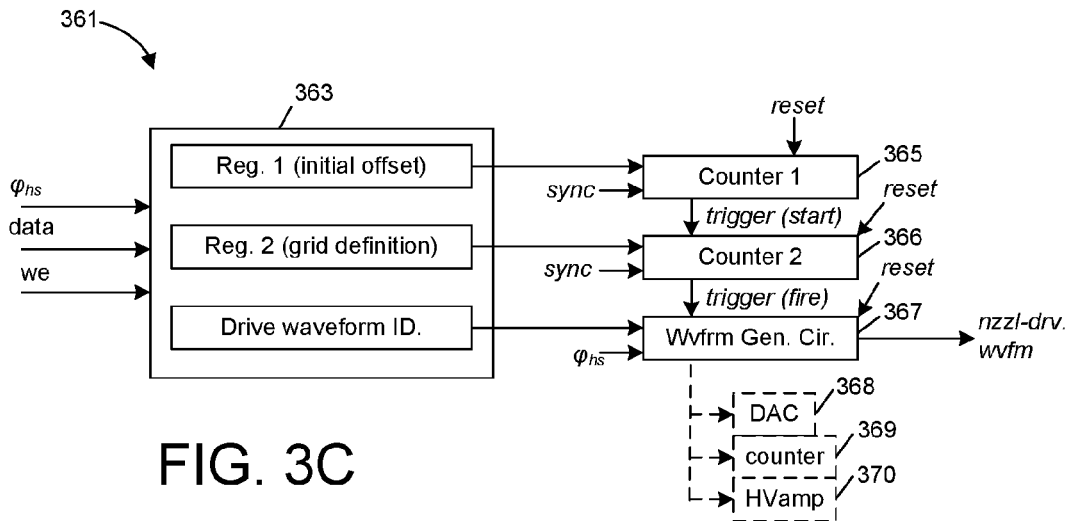 361
363
reset
Reg. 1 (initial offset)
365
Counter 1
sync
φhs
data
we
trigger (start)
reset
Reg. 2 (grid definition)
Counter 2
366
sync
trigger (fire)
reset
Drive waveform ID.
Wvfrm Gen. Cir.
367
nzzl-drv.
wvfm
φhs
DAC
368
counter
369
HVamp
370
FIG. 3C